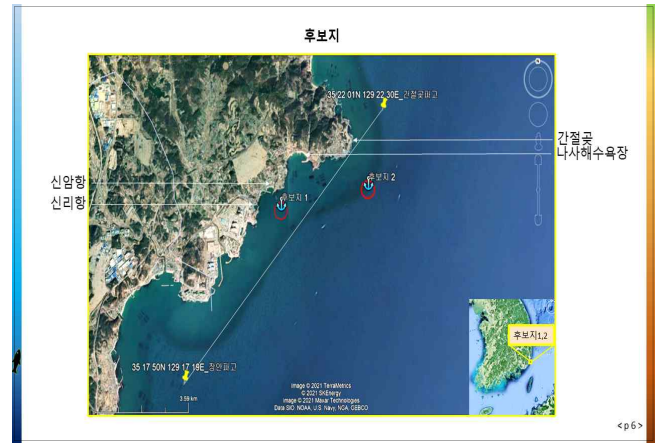 후보지
35 22 01N 129 22 30E_간절곶파고
간절곶
나사해수욕장
신암항
신리항
후보지 1
후보지 2
후보지1,2
35 17 50N 129 17 19E_장안파고
3.59 km
Image © 2021 TerraMetrics
© 2021 SKEnergy
Image © 2021 Maxar Technologies
Data SIO, NOAA, U.S. Navy, NGA, GEBCO
<p6>